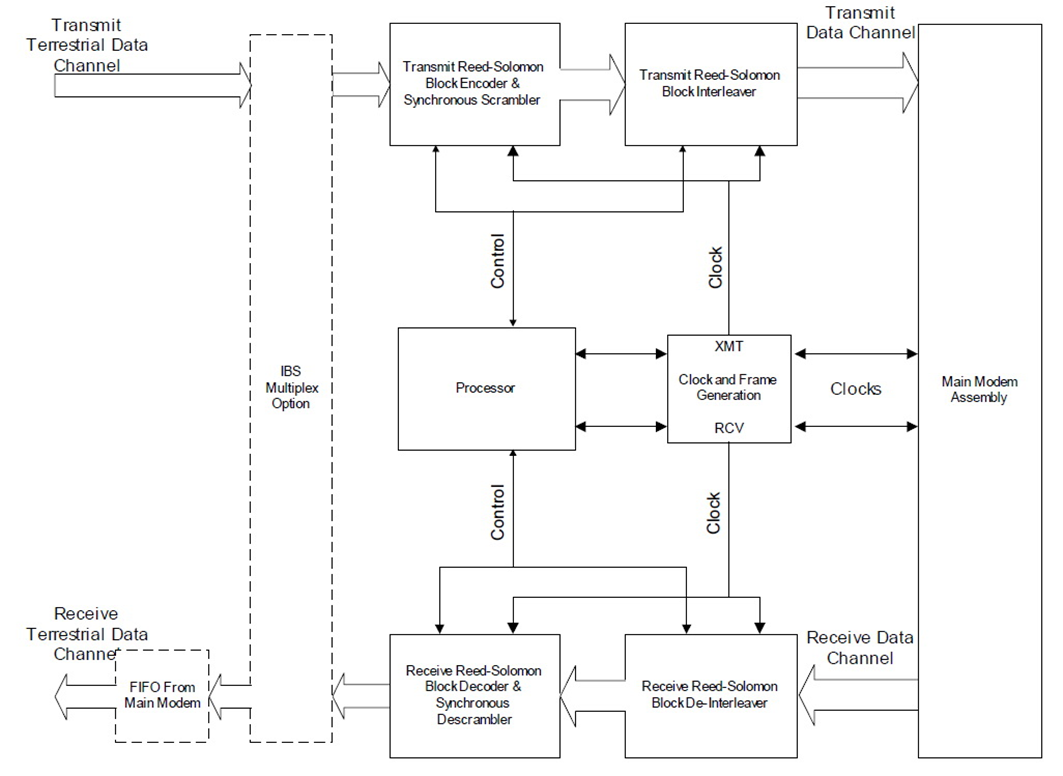 Transmit
Terrestrial Data
Channel
Transmit Reed-Solomon
Block Encoder &
Synchronous Scrambler
Transmit Reed-Solomon
Block Interleaver
Transmit
Data Channel
Control
Clock
IBS
Multiplex
Option
Processor
XMT
Clock and Frame
Generation
RCV
Clocks
Main Modem
Assembly
Control
Clock
Receive
Terrestrial Data
Channel
FIFO From
Main Modem
Receive Reed-Solomon
Block Decoder &
Synchronous
Descrambler
Receive Reed-Solomon
Block De-Interleaver
Receive Data
Channel